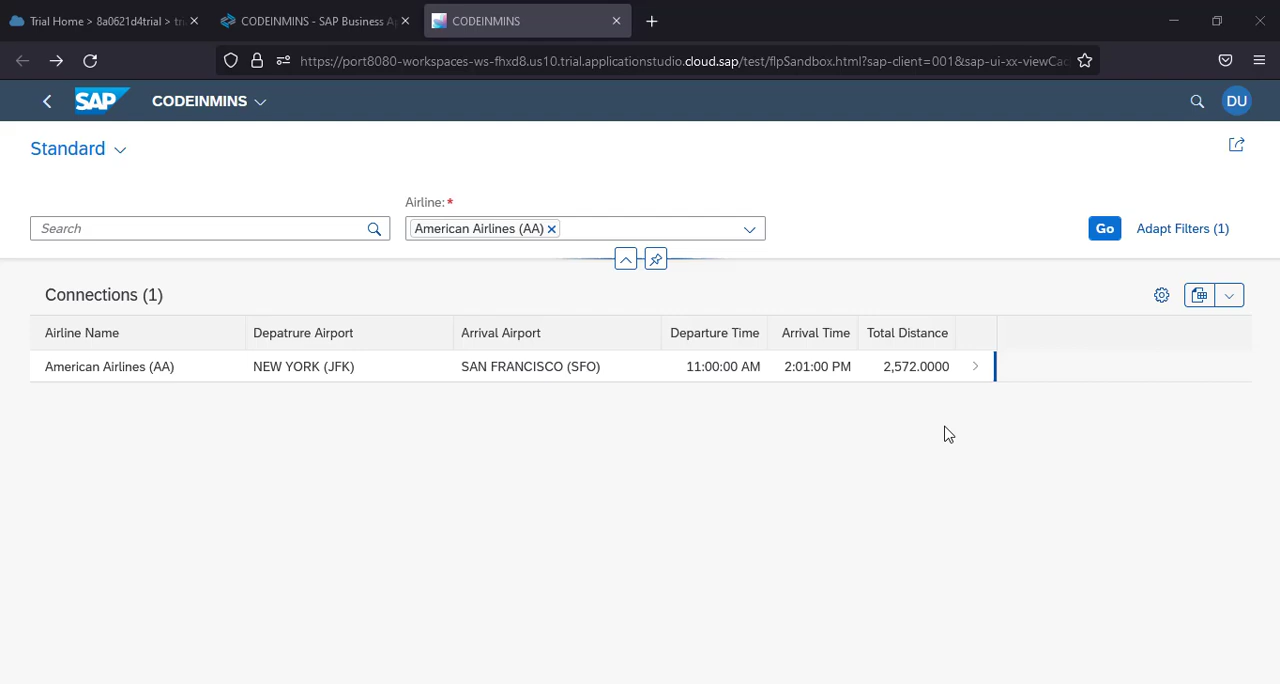 Trial Home > 8a0621d4trial >
CODEINMINS - SAP Business
CODEINMINS
https://port8080-workspaces-ws-fhxd8.us10.trial.applicationstudio.cloud.sap/test/flpSandbox.html?sap-client=001&sap-ui-xx-viewCac
SAP
CODEINMINS
DU
Standard
Airline:*
Search
American Airlines (AA)
Go
Adapt Filters (1)
Connections (1)
Airline Name Depatrure Airport Arrival Airport Departure Time Arrival Time Total Distance
American Airlines (AA) NEW YORK (JFK) SAN FRANCISCO (SFO) 11:00:00 AM 2:01:00 PM 2,572.0000